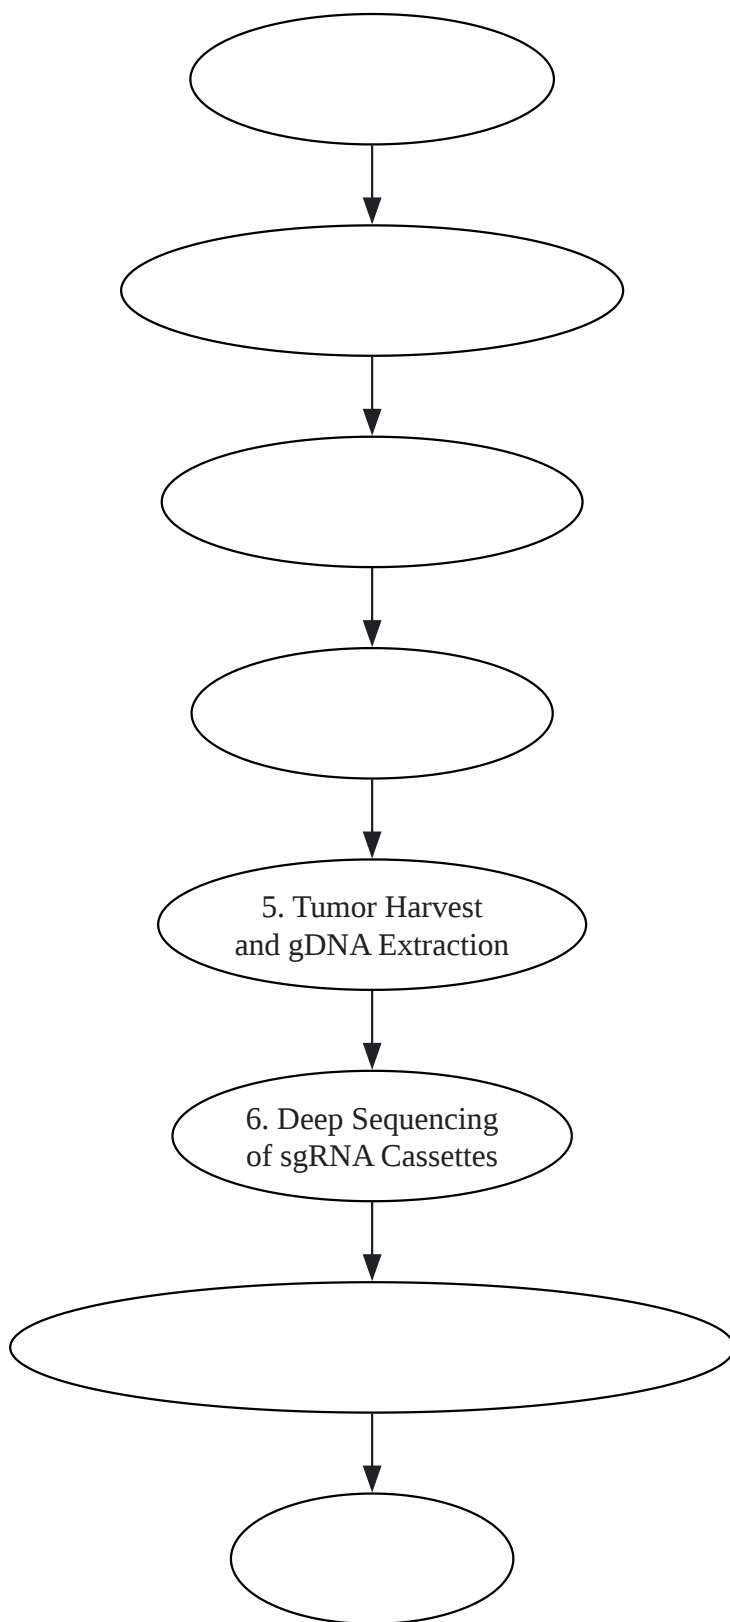 5. Tumor Harvest
and gDNA Extraction
6. Deep Sequencing
of sgRNA Cassettes